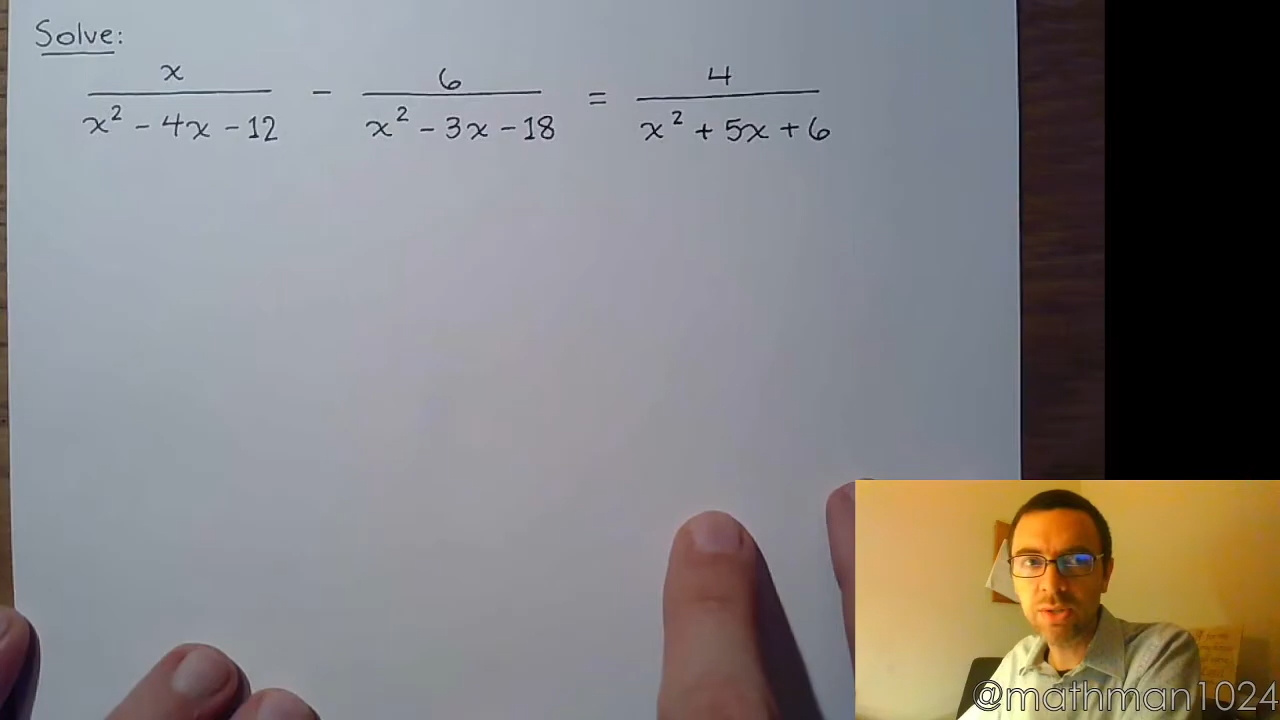 Solve:
x/(x² - 4x - 12) - 6/(x² - 3x - 18) = 4/(x² + 5x + 6)
@mathman1024